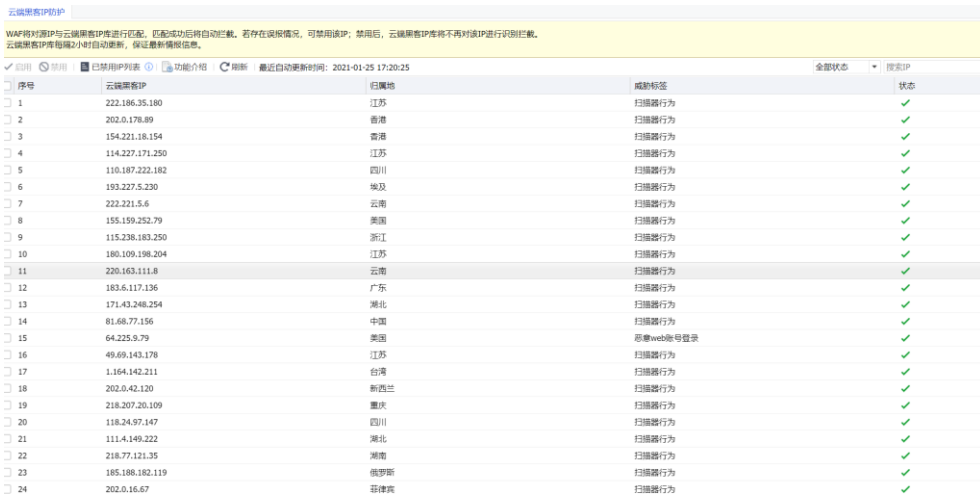 云端黑客IP防护
WAF将对源IP与云端黑客IP库进行匹配，匹配成功后将自动拦截。若存在误报情况，可禁用该IP；禁用后，云端黑客IP库将不再对该IP进行识别拦截。
云端黑客IP库每隔2小时自动更新，保证最新情报信息。
启用 禁用 已禁用IP列表 功能介绍 刷新 最近自动更新时间：2021-01-25 17:20:25 全部状态 搜索IP
序号 云端黑客IP 归属地 威胁标签 状态
1 222.186.35.180 江苏 扫描器行为
2 202.0.178.89 香港 扫描器行为
3 154.221.18.154 香港 扫描器行为
4 114.227.171.250 江苏 扫描器行为
5 110.187.222.182 四川 扫描器行为
6 193.227.5.230 埃及 扫描器行为
7 222.221.5.6 云南 扫描器行为
8 155.159.252.79 美国 扫描器行为
9 115.238.183.250 浙江 扫描器行为
10 180.109.198.204 江苏 扫描器行为
11 220.163.111.8 云南 扫描器行为
12 183.6.117.136 广东 扫描器行为
13 171.43.248.254 湖北 扫描器行为
14 81.68.77.156 中国 扫描器行为
15 64.225.9.79 美国 恶意web账号登录
16 49.69.143.178 江苏 扫描器行为
17 1.164.142.211 台湾 扫描器行为
18 202.0.42.120 新西兰 扫描器行为
19 218.207.20.109 重庆 扫描器行为
20 118.24.97.147 四川 扫描器行为
21 111.4.149.222 湖北 扫描器行为
22 218.77.121.35 湖南 扫描器行为
23 185.188.182.119 俄罗斯 扫描器行为
24 202.0.16.67 菲律宾 扫描器行为